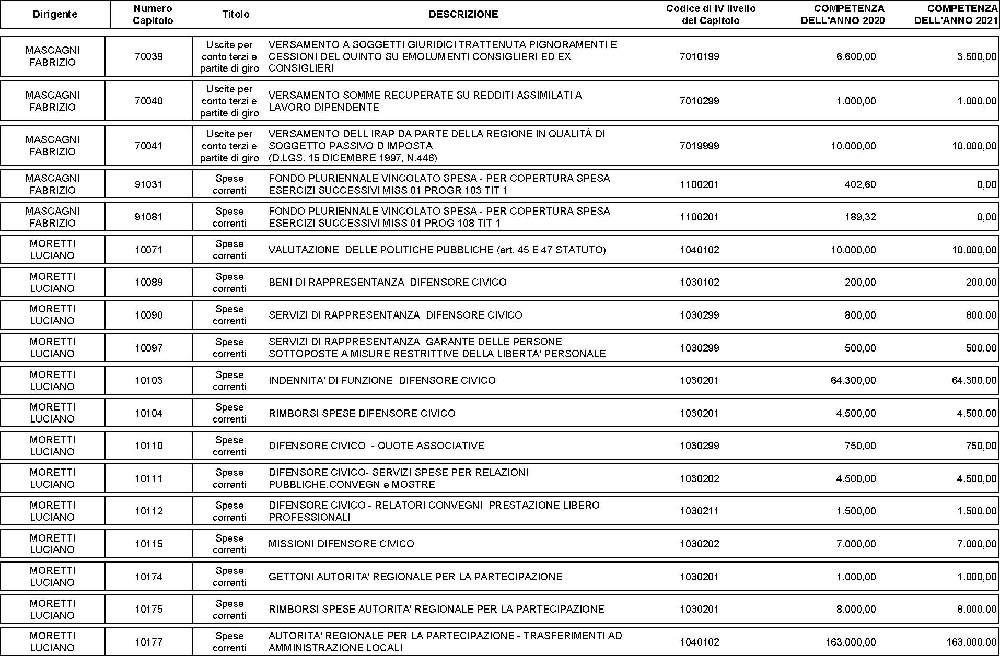 Dirigente Numero Capitolo Titolo DESCRIZIONE Codice di IV livello del Capitolo COMPETENZA DELL'ANNO 2020 COMPETENZA DELL'ANNO 2021
MASCAGNI FABRIZIO 70039 Uscite per conto terzi e partite di giro VERSAMENTO A SOGGETTI GIURIDICI TRATTENUTA PIGNORAMENTI E CESSIONI DEL QUINTO SU EMOLUMENTI CONSIGLIERI ED EX CONSIGLIERI 7010199 6.600,00 3.500,00
MASCAGNI FABRIZIO 70040 Uscite per conto terzi e partite di giro VERSAMENTO SOMME RECUPERATE SU REDDITI ASSIMILATI A LAVORO DIPENDENTE 7010299 1.000,00 1.000,00
MASCAGNI FABRIZIO 70041 Uscite per conto terzi e partite di giro VERSAMENTO DELL IRAP DA PARTE DELLA REGIONE IN QUALITÀ DI SOGGETTO PASSIVO D IMPOSTA (D.LGS. 15 DICEMBRE 1997, N.446) 7019999 10.000,00 10.000,00
MASCAGNI FABRIZIO 91031 Spese correnti FONDO PLURIENNALE VINCOLATO SPESA - PER COPERTURA SPESA ESERCIZI SUCCESSIVI MISS 01 PROGR 103 TIT 1 1100201 402,60 0,00
MASCAGNI FABRIZIO 91081 Spese correnti FONDO PLURIENNALE VINCOLATO SPESA - PER COPERTURA SPESA ESERCIZI SUCCESSIVI MISS 01 PROG 108 TIT 1 1100201 189,32 0,00
MORETTI LUCIANO 10071 Spese correnti VALUTAZIONE DELLE POLITICHE PUBBLICHE (art. 45 E 47 STATUTO) 1040102 10.000,00 10.000,00
MORETTI LUCIANO 10089 Spese correnti BENI DI RAPPRESENTANZA DIFENSORE CIVICO 1030102 200,00 200,00
MORETTI LUCIANO 10090 Spese correnti SERVIZI DI RAPPRESENTANZA DIFENSORE CIVICO 1030299 800,00 800,00
MORETTI LUCIANO 10097 Spese correnti SERVIZI DI RAPPRESENTANZA GARANTE DELLE PERSONE SOTTOPOSTE A MISURE RESTRITTIVE DELLA LIBERTA' PERSONALE 1030299 500,00 500,00
MORETTI LUCIANO 10103 Spese correnti INDENNITA' DI FUNZIONE DIFENSORE CIVICO 1030201 64.300,00 64.300,00
MORETTI LUCIANO 10104 Spese correnti RIMBORSI SPESE DIFENSORE CIVICO 1030201 4.500,00 4.500,00
MORETTI LUCIANO 10110 Spese correnti DIFENSORE CIVICO - QUOTE ASSOCIATIVE 1030299 750,00 750,00
MORETTI LUCIANO 10111 Spese correnti DIFENSORE CIVICO- SERVIZI SPESE PER RELAZIONI PUBBLICHE.CONVEGN e MOSTRE 1030202 4.500,00 4.500,00
MORETTI LUCIANO 10112 Spese correnti DIFENSORE CIVICO - RELATORI CONVEGNI PRESTAZIONE LIBERO PROFESSIONALI 1030211 1.500,00 1.500,00
MORETTI LUCIANO 10115 Spese correnti MISSIONI DIFENSORE CIVICO 1030202 7.000,00 7.000,00
MORETTI LUCIANO 10174 Spese correnti GETTONI AUTORITA' REGIONALE PER LA PARTECIPAZIONE 1030201 1.000,00 1.000,00
MORETTI LUCIANO 10175 Spese correnti RIMBORSI SPESE AUTORITA' REGIONALE PER LA PARTECIPAZIONE 1030201 8.000,00 8.000,00
MORETTI LUCIANO 10177 Spese correnti AUTORITA' REGIONALE PER LA PARTECIPAZIONE - TRASFERIMENTI AD AMMINISTRAZIONE LOCALI 1040102 163.000,00 163.000,00